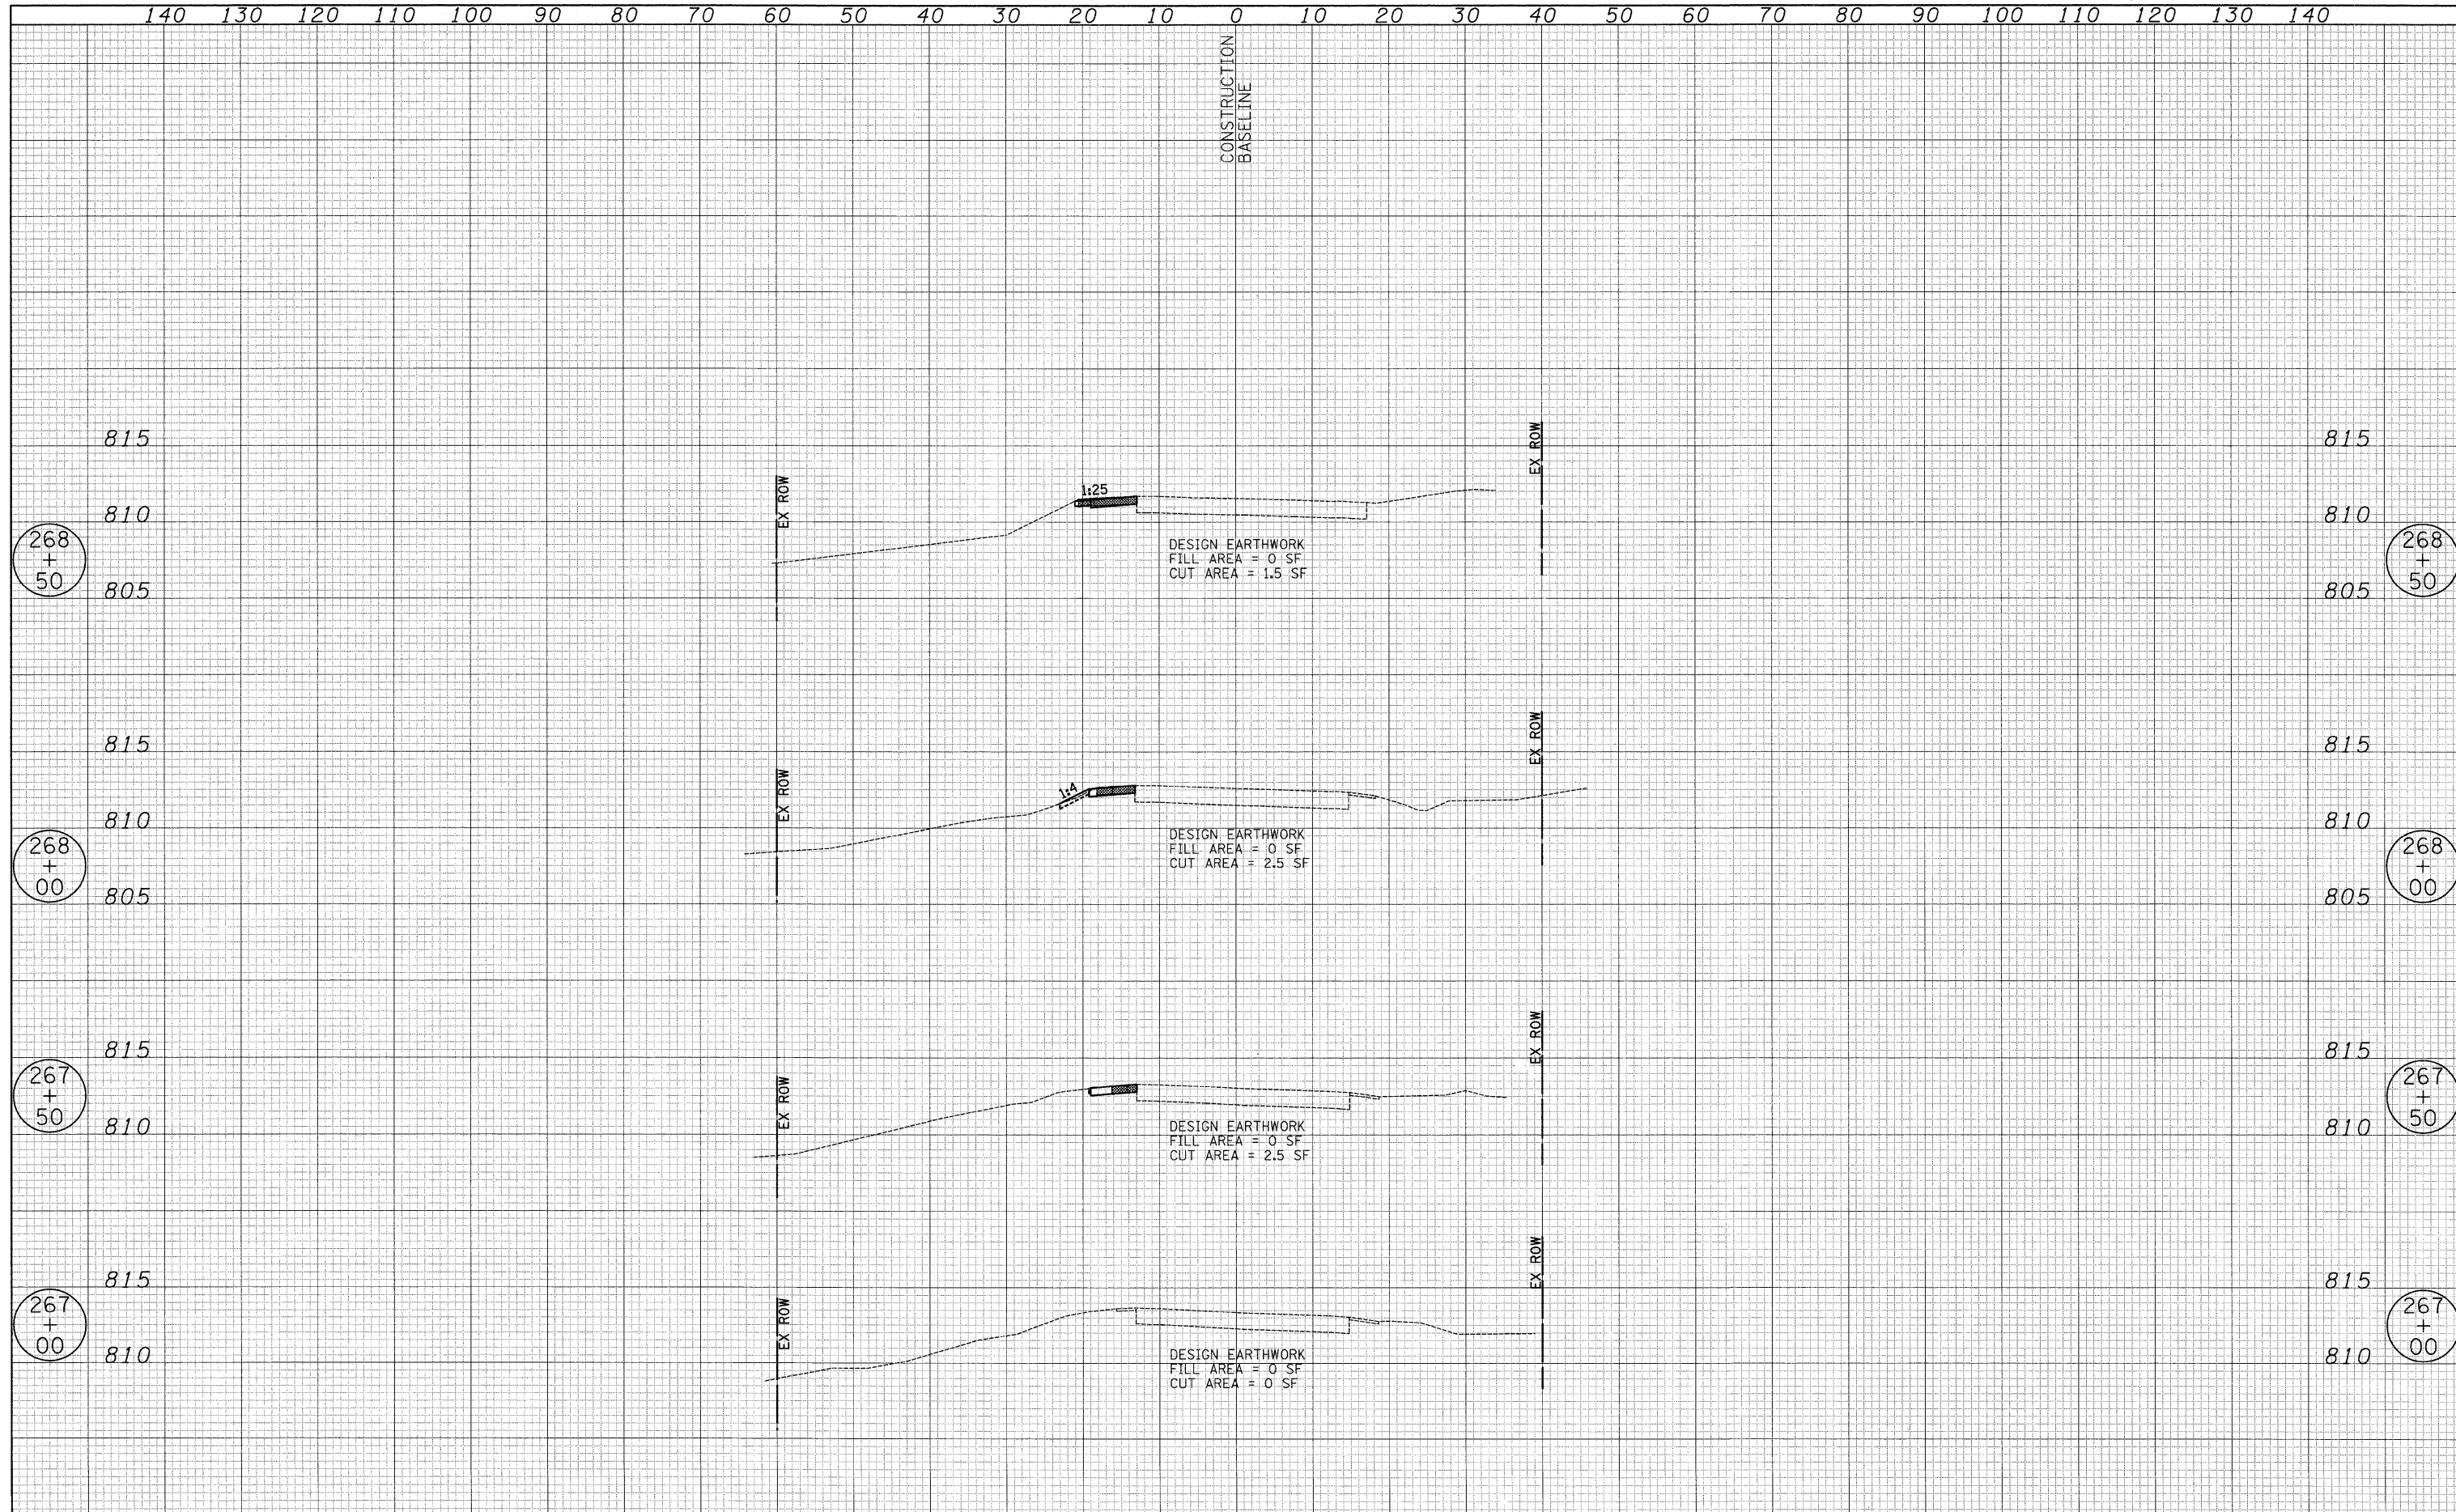 140 130 120 110 100 90 80 70 60 50 40 30 20 10 0 10 20 30 40 50 60 70 80 90 100 110 120 130 140
CONSTRUCTION
BASELINE
815 815
EX ROW
EX ROW
1:25
810 810
268
+
50
268
+
50
DESIGN EARTHWORK
FILL AREA = 0 SF
CUT AREA = 1.5 SF
805 805
815 815
EX ROW
EX ROW
1:4
810 810
268
+
00
268
+
00
DESIGN EARTHWORK
FILL AREA = 0 SF
CUT AREA = 2.5 SF
805 805
815 815
EX ROW
EX ROW
267
+
50
267
+
50
810 810
DESIGN EARTHWORK
FILL AREA = 0 SF
CUT AREA = 2.5 SF
815 815
EX ROW
EX ROW
267
+
00
267
+
00
810 810
DESIGN EARTHWORK
FILL AREA = 0 SF
CUT AREA = 0 SF